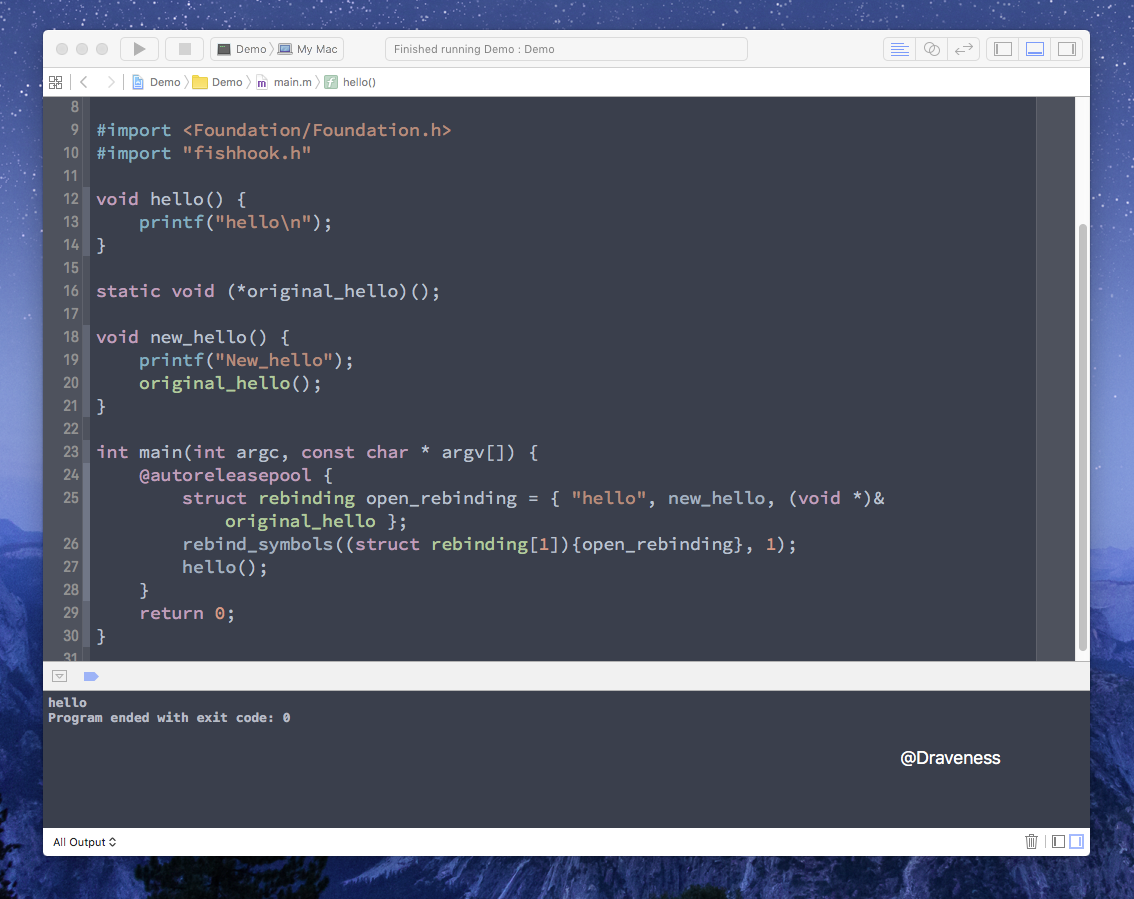 Demo My Mac Finished running Demo : Demo
Demo Demo m main.m f hello()
8
9 #import <Foundation/Foundation.h>
10 #import "fishhook.h"
11
12 void hello() {
13 printf("hello\n");
14 }
15
16 static void (*original_hello)();
17
18 void new_hello() {
19 printf("New_hello");
20 original_hello();
21 }
22
23 int main(int argc, const char * argv[]) {
24 @autoreleasepool {
25 struct rebinding open_rebinding = { "hello", new_hello, (void *)&
original_hello };
26 rebind_symbols((struct rebinding[1]){open_rebinding}, 1);
27 hello();
28 }
29 return 0;
30 }
31
hello
Program ended with exit code: 0
@Draveness
All Output